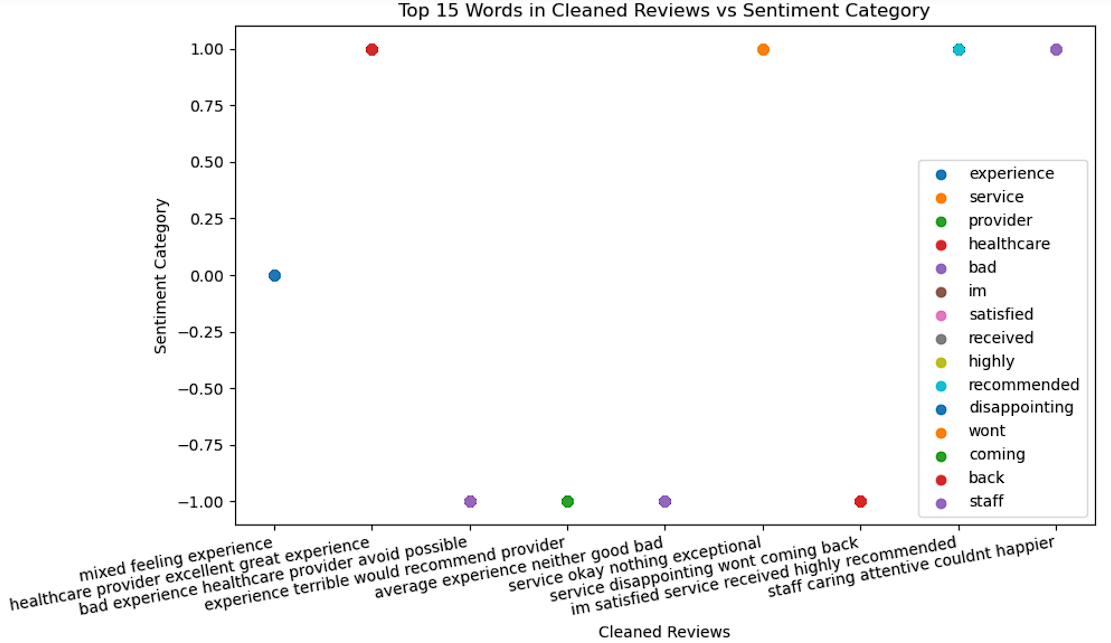 Top 15 Words in Cleaned Reviews vs Sentiment Category
1.00
0.75
0.50
0.25
0.00
−0.25
−0.50
−0.75
−1.00
Sentiment Category
experience
service
provider
healthcare
bad
im
satisfied
received
highly
recommended
disappointing
wont
coming
back
staff
mixed feeling experience
healthcare provider excellent great experience
bad experience healthcare provider avoid possible
experience terrible would recommend provider
average experience neither good bad
service okay nothing exceptional
service disappointing wont coming back
im satisfied service received highly recommended
staff caring attentive couldnt happier
Cleaned Reviews